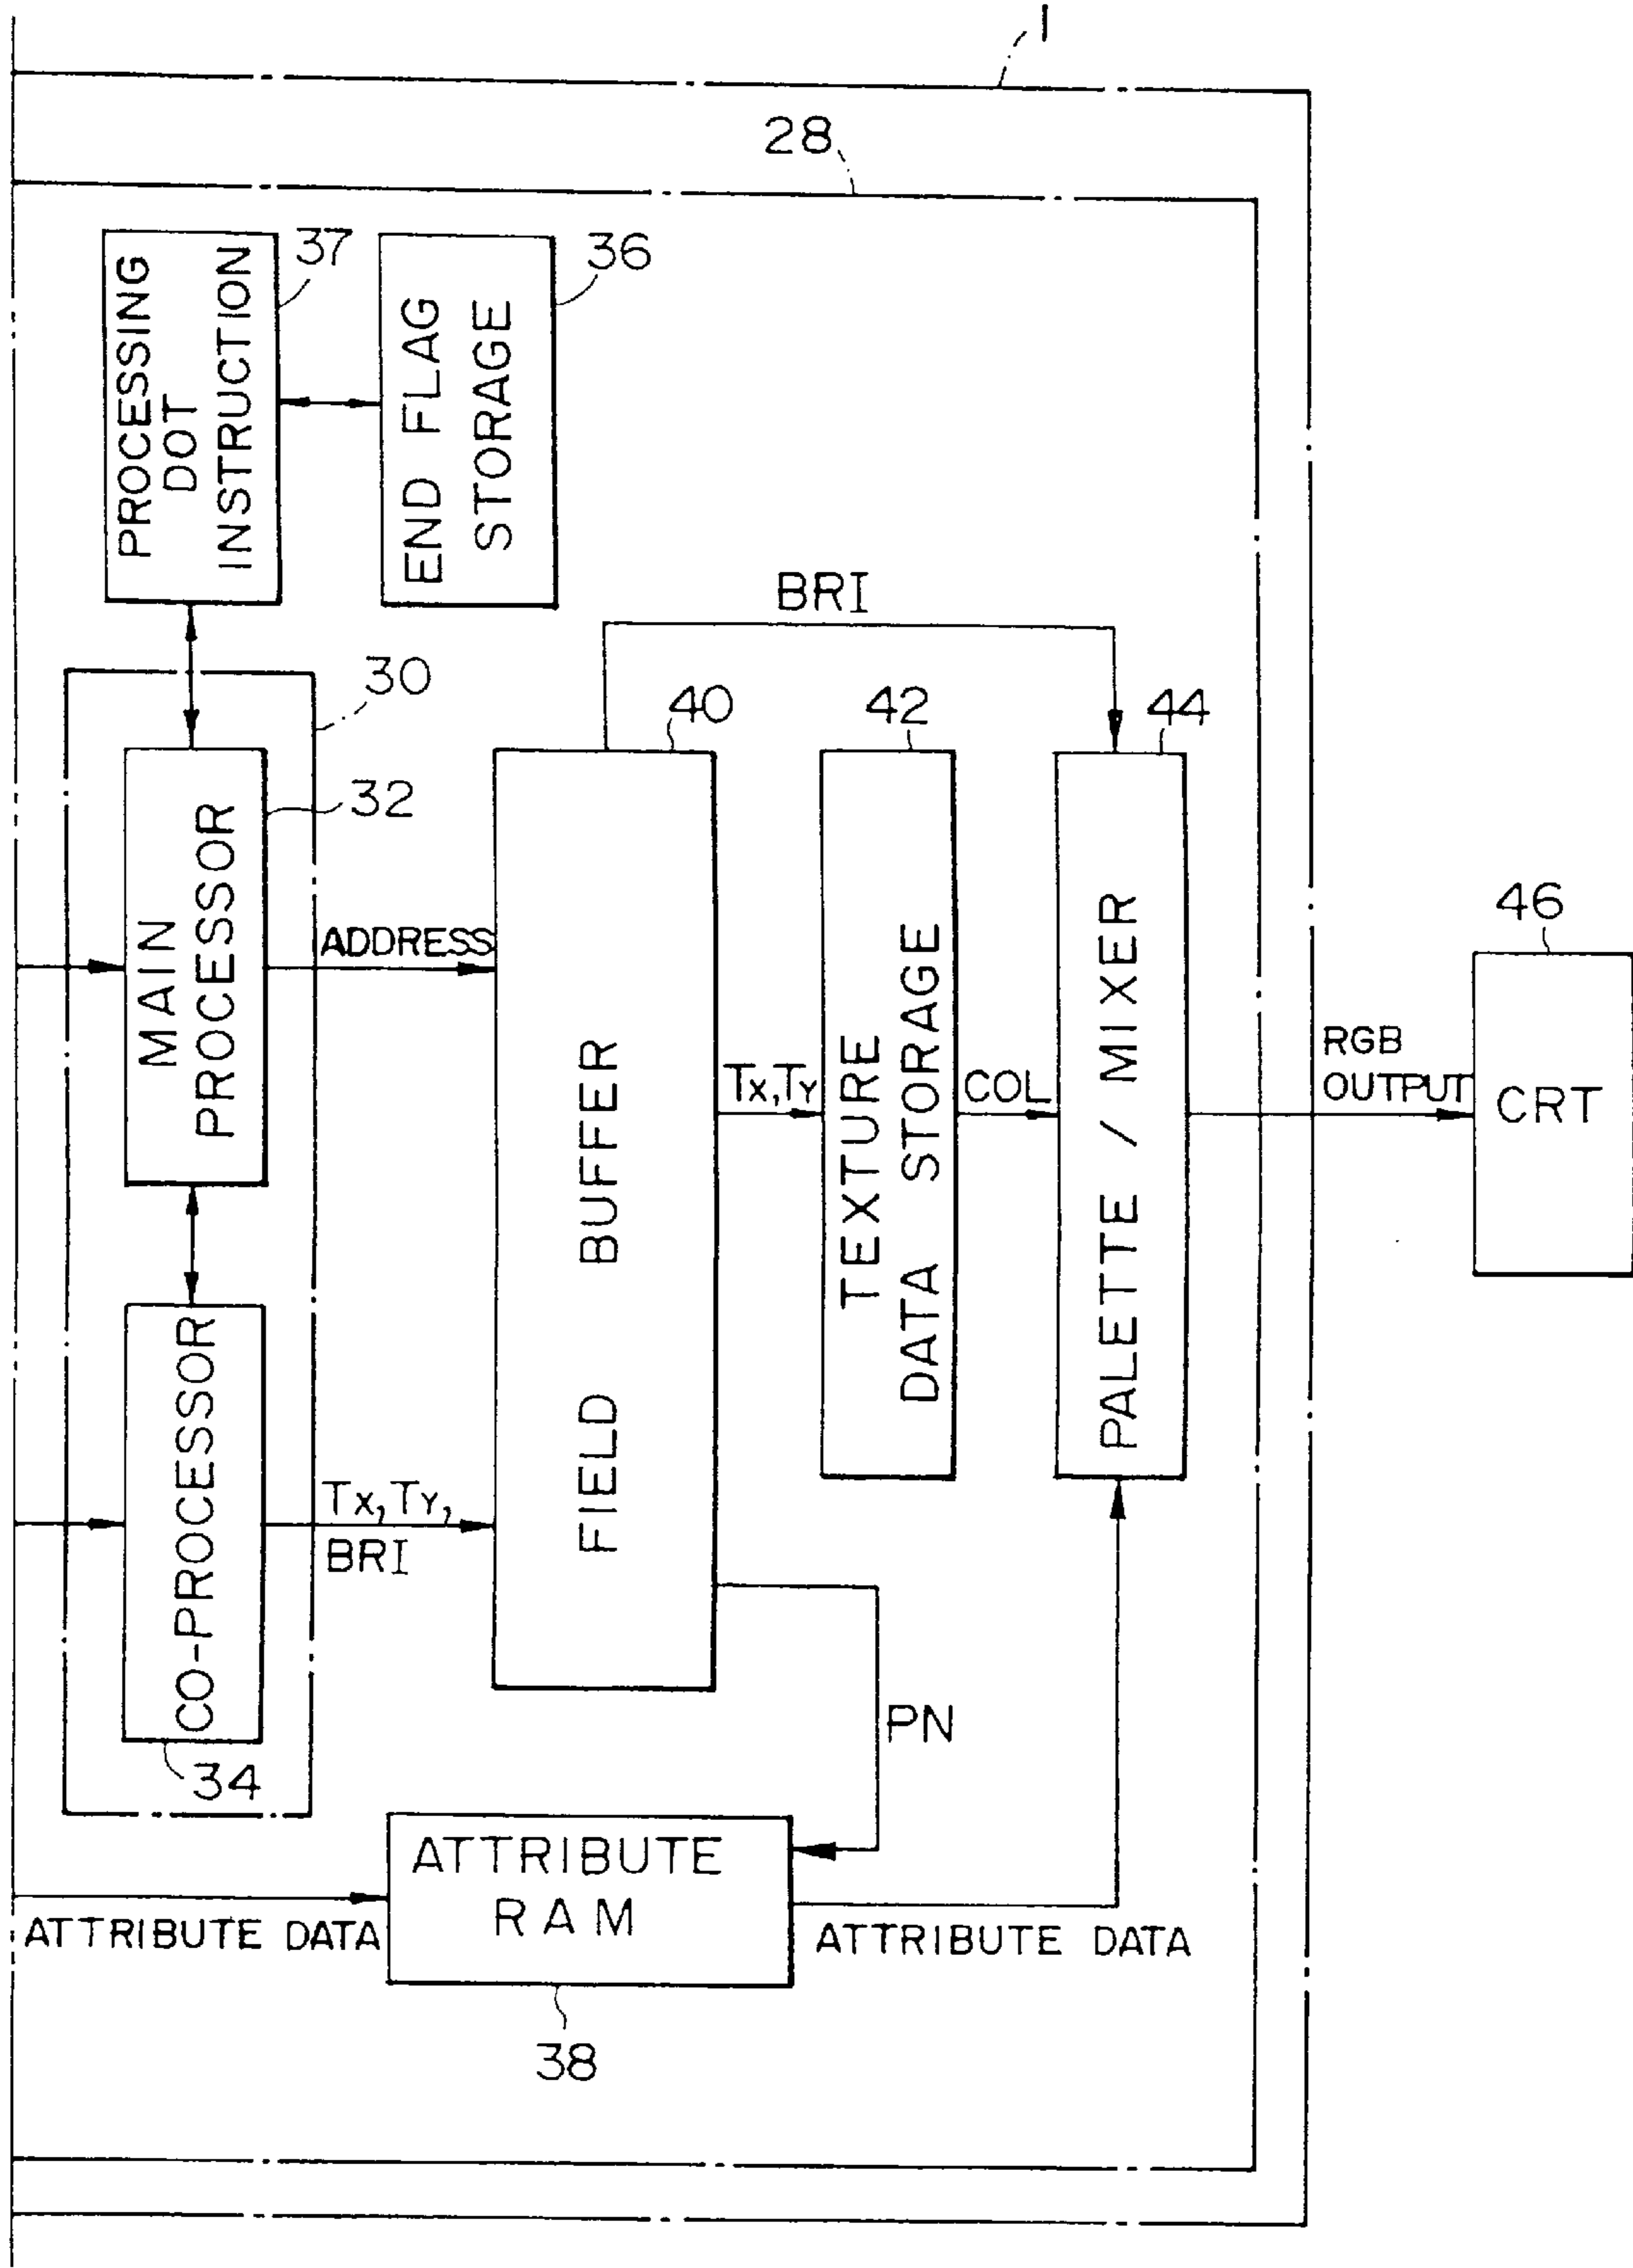 1
28
37
PROCESSING
DOT
INSTRUCTION
36
END FLAG
STORAGE
BRI
30
40
42
44
32
MAIN
PROCESSOR
ADDRESS
FIELD BUFFER
Tx,Ty
TEXTURE
DATA STORAGE
COL
PALETTE / MIXER
46
RGB
OUTPUT
CRT
CO-PROCESSOR
Tx,Ty,
BRI
34
PN
ATTRIBUTE
RAM
ATTRIBUTE DATA
ATTRIBUTE DATA
38